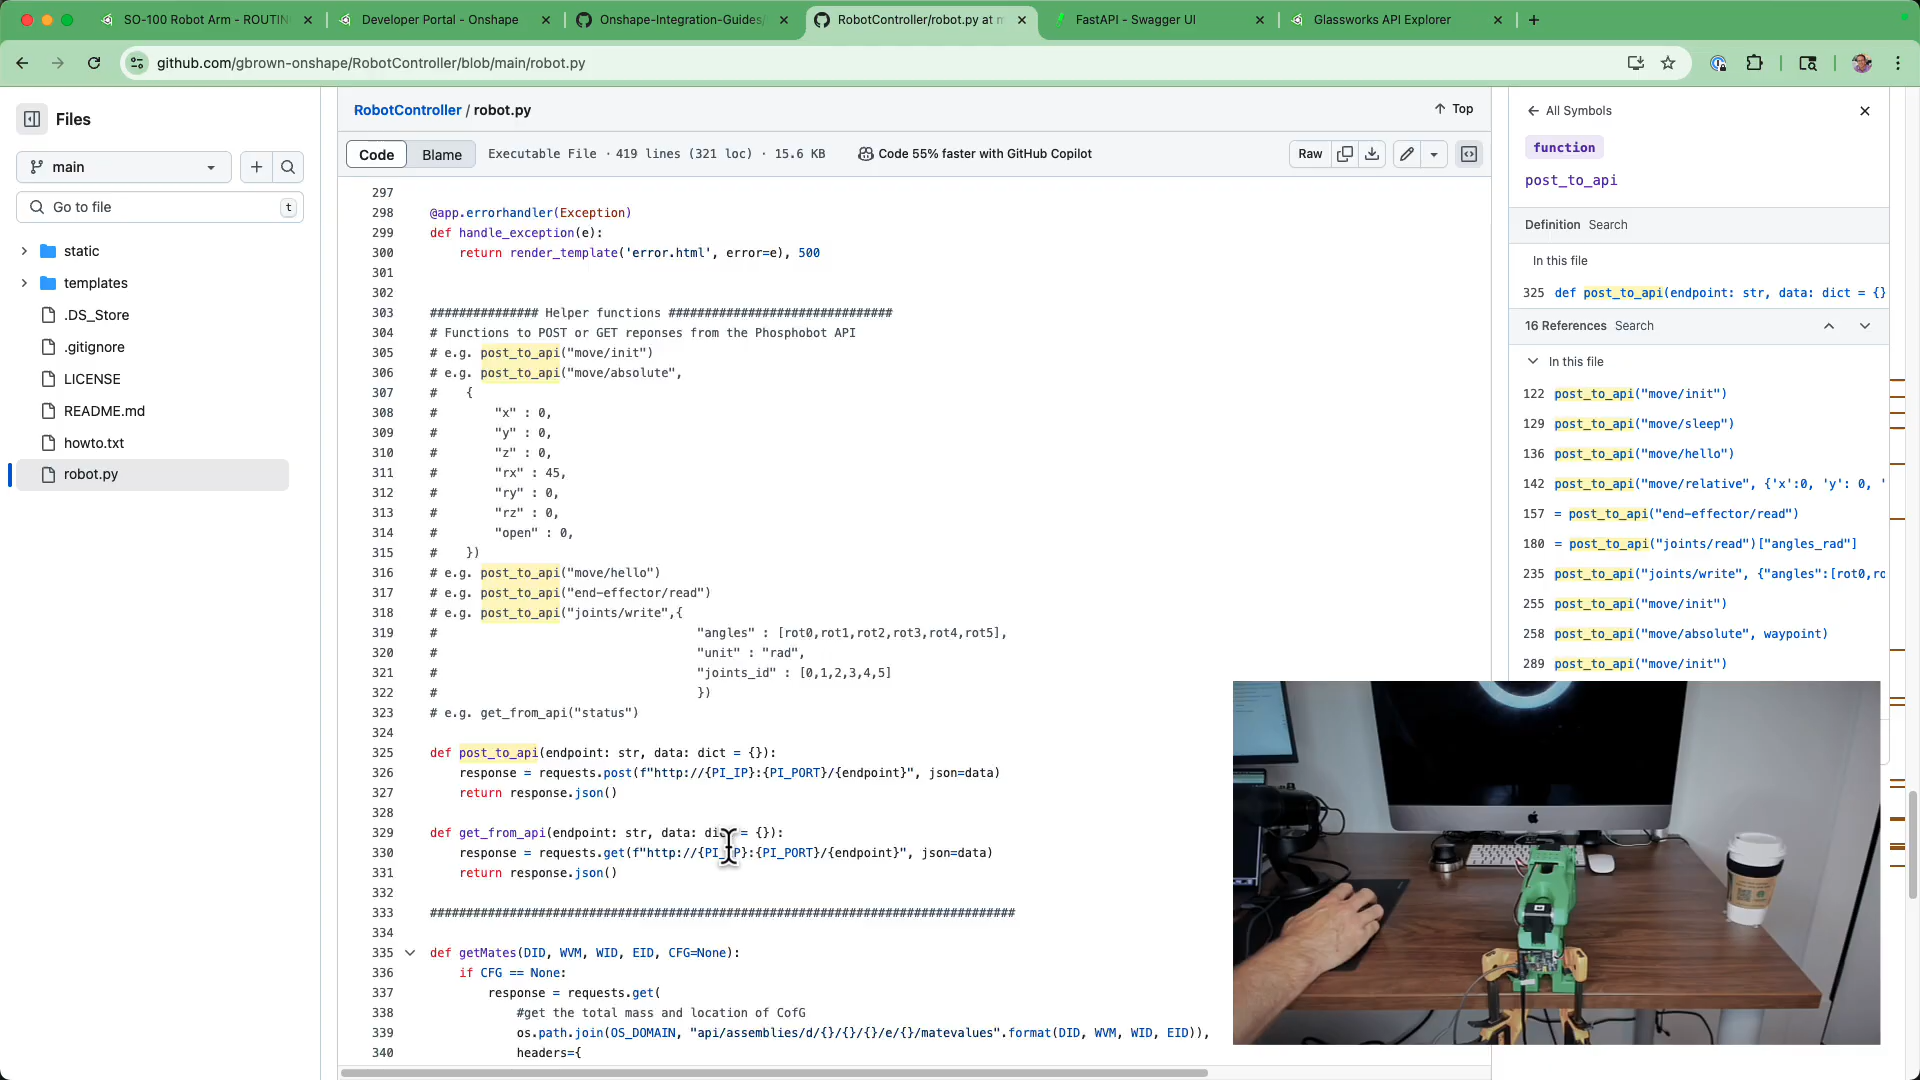 SO-100 Robot Arm - ROUTIN
Developer Portal - Onshape
Onshape-Integration-Guides/
RobotController/robot.py at m
FastAPI - Swagger UI
Glassworks API Explorer
github.com/gbrown-onshape/RobotController/blob/main/robot.py
Files
main
Go to file
t
static
templates
.DS_Store
.gitignore
LICENSE
README.md
howto.txt
robot.py
RobotController / robot.py
Top
Code
Blame
Executable File · 419 lines (321 loc) · 15.6 KB
Code 55% faster with GitHub Copilot
Raw
297
298 @app.errorhandler(Exception)
299 def handle_exception(e):
300 return render_template('error.html', error=e), 500
301
302
303 ############### Helper functions ###############################
304 # Functions to POST or GET reponses from the Phosphobot API
305 # e.g. post_to_api("move/init")
306 # e.g. post_to_api("move/absolute",
307 # {
308 # "x" : 0,
309 # "y" : 0,
310 # "z" : 0,
311 # "rx" : 45,
312 # "ry" : 0,
313 # "rz" : 0,
314 # "open" : 0,
315 # })
316 # e.g. post_to_api("move/hello")
317 # e.g. post_to_api("end-effector/read")
318 # e.g. post_to_api("joints/write",{
319 # "angles" : [rot0,rot1,rot2,rot3,rot4,rot5],
320 # "unit" : "rad",
321 # "joints_id" : [0,1,2,3,4,5]
322 # })
323 # e.g. get_from_api("status")
324
325 def post_to_api(endpoint: str, data: dict = {}):
326 response = requests.post(f"http://{PI_IP}:{PI_PORT}/{endpoint}", json=data)
327 return response.json()
328
329 def get_from_api(endpoint: str, data: dict = {}):
330 response = requests.get(f"http://{PI_IP}:{PI_PORT}/{endpoint}", json=data)
331 return response.json()
332
333 #################################################################################
334
335 def getMates(DID, WVM, WID, EID, CFG=None):
336 if CFG == None:
337 response = requests.get(
338 #get the total mass and location of CofG
339 os.path.join(OS_DOMAIN, "api/assemblies/d/{}/{}/{}/e/{}/matevalues".format(DID, WVM, WID, EID)),
340 headers={
All Symbols
function
post_to_api
Definition Search
In this file
325 def post_to_api(endpoint: str, data: dict = {}
16 References Search
In this file
122 post_to_api("move/init")
129 post_to_api("move/sleep")
136 post_to_api("move/hello")
142 post_to_api("move/relative", {'x':0, 'y': 0, '
157 = post_to_api("end-effector/read")
180 = post_to_api("joints/read")["angles_rad"]
235 post_to_api("joints/write", {"angles":[rot0,ro
255 post_to_api("move/init")
258 post_to_api("move/absolute", waypoint)
289 post_to_api("move/init")